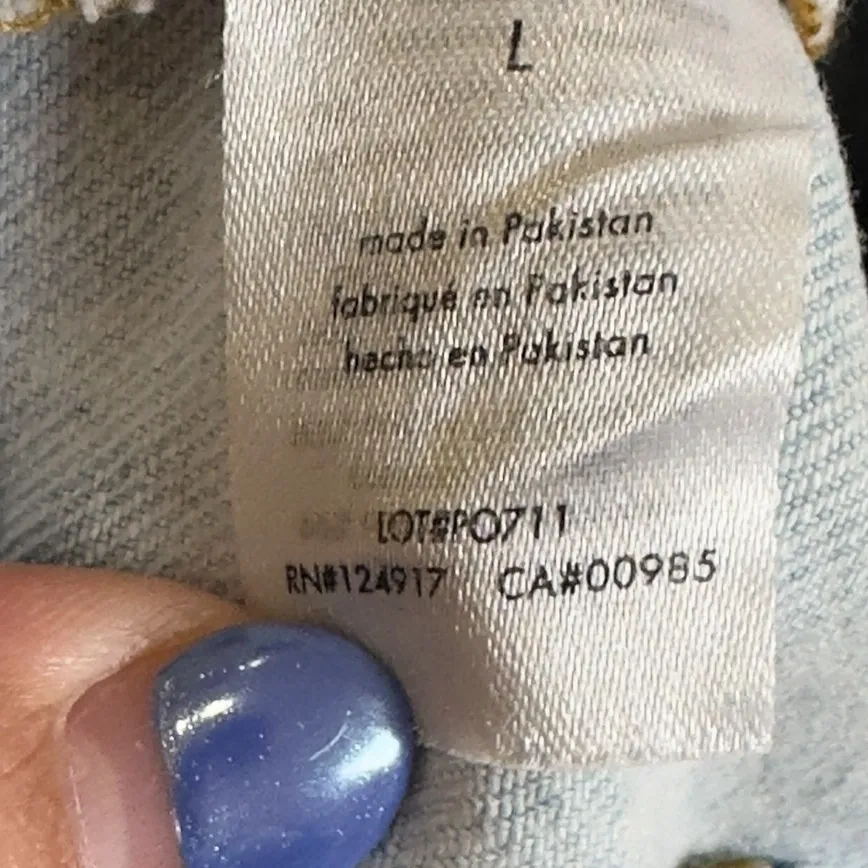 L
made in Pakistan
fabriqué en Pakistan
hecho en Pakistan
LOT#PO711
RN#124917 CA#00985